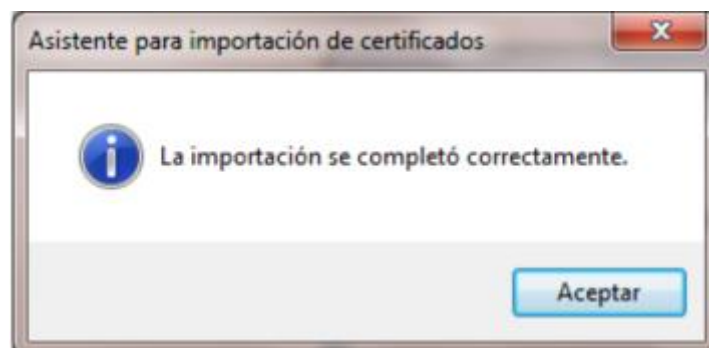 Asistente para importación de certificados
La importación se completó correctamente.
Aceptar